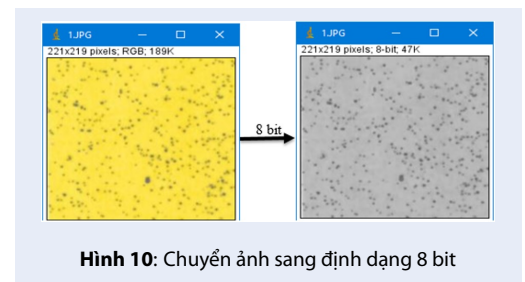 1.JPG
221x219 pixels; RGB; 189K
8 bit
1.JPG
221x219 pixels; 8-bit; 47K
Hình 10: Chuyển ảnh sang định dạng 8 bit